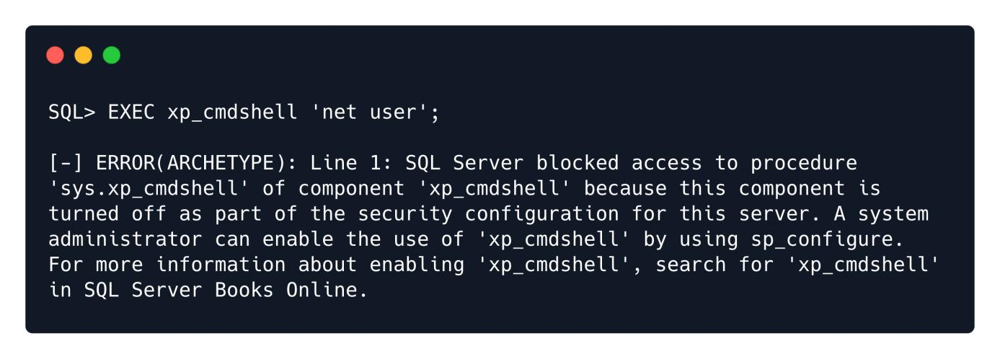 SQL> EXEC xp_cmdshell 'net user';
[-] ERROR(ARCHETYPE): Line 1: SQL Server blocked access to procedure
'sys.xp_cmdshell' of component 'xp_cmdshell' because this component is
turned off as part of the security configuration for this server. A system
administrator can enable the use of 'xp_cmdshell' by using sp_configure.
For more information about enabling 'xp_cmdshell', search for 'xp_cmdshell'
in SQL Server Books Online.